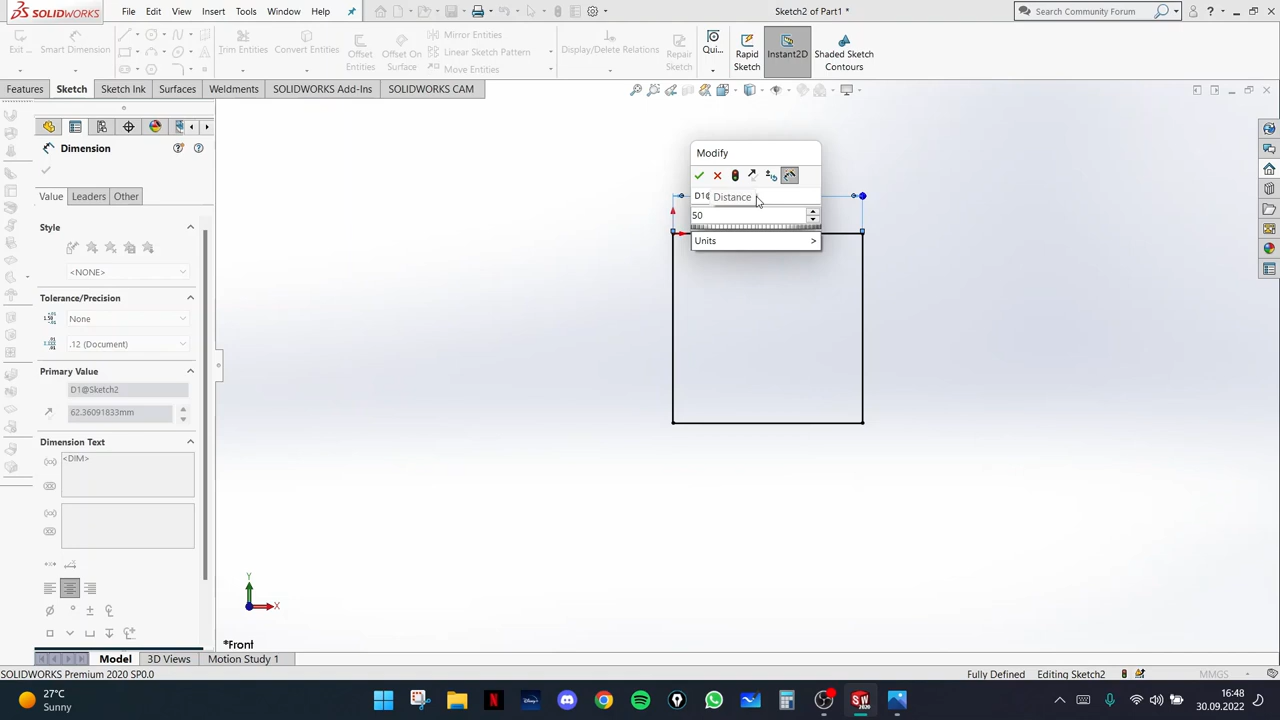 SOLIDWORKS
File Edit View Insert Tools Window Help
Sketch2 of Part1 *
Search Community Forum
Exit ...
Smart Dimension
Trim Entities
Convert Entities
Offset Entities
Offset On Surface
Mirror Entities
Linear Sketch Pattern
Move Entities
Display/Delete Relations
Repair Sketch
Qui...
Rapid Sketch
Instant2D
Shaded Sketch Contours
Features Sketch Sketch Ink Surfaces Weldments SOLIDWORKS Add-Ins SOLIDWORKS CAM
Dimension
Value Leaders Other
Style
<NONE>
Tolerance/Precision
None
.12 (Document)
Primary Value
D1@Sketch2
62.36091833mm
Dimension Text
<DIM>
Modify
D1@
Distance
50
Units >
Y
X
*Front
Model 3D Views Motion Study 1
SOLIDWORKS Premium 2020 SP0.0
Fully Defined Editing Sketch2 MMGS
27°C
Sunny
16:48
30.09.2022